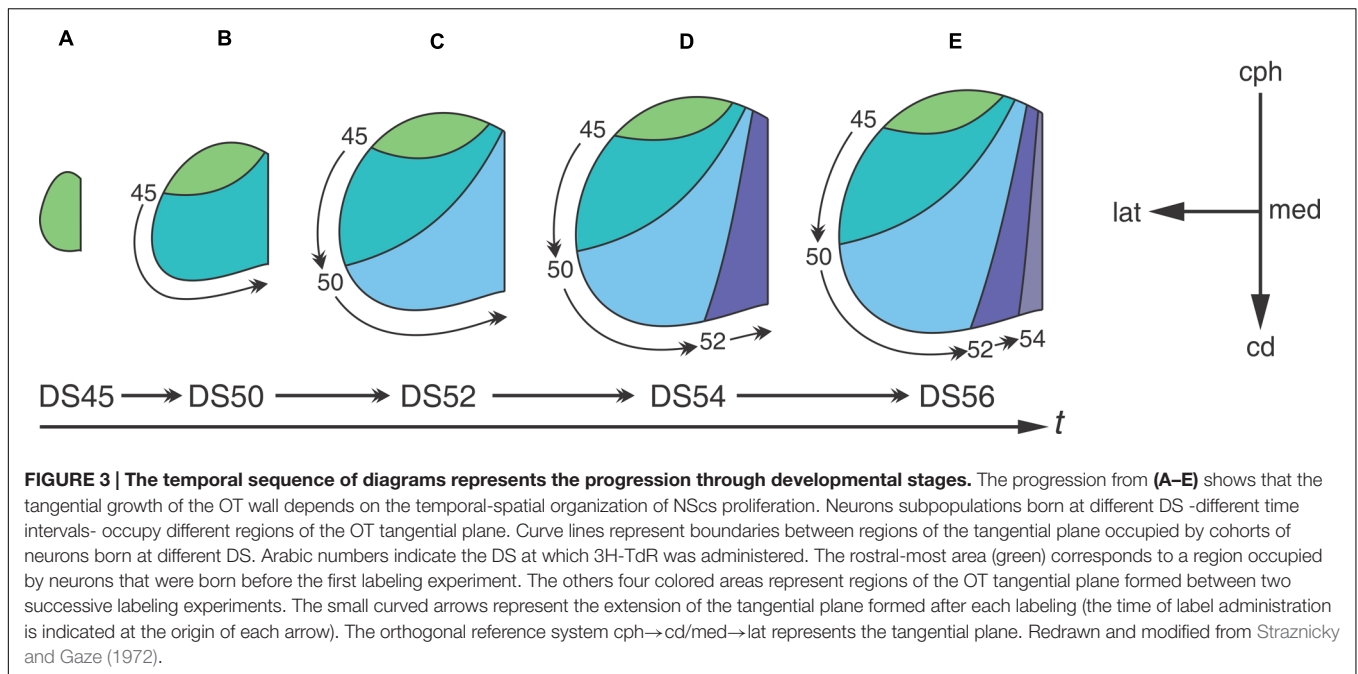 A
B
C
D
E
45
45
50
45
50
52
45
50
52
54
cph
lat
med
cd
DS45
DS50
DS52
DS54
DS56
t
FIGURE 3 | The temporal sequence of diagrams represents the progression through developmental stages. The progression from (A–E) shows that the
tangential growth of the OT wall depends on the temporal-spatial organization of NScs proliferation. Neurons subpopulations born at different DS -different time
intervals- occupy different regions of the OT tangential plane. Curve lines represent boundaries between regions of the tangential plane occupied by cohorts of
neurons born at different DS. Arabic numbers indicate the DS at which 3H-TdR was administered. The rostral-most area (green) corresponds to a region occupied
by neurons that were born before the first labeling experiment. The others four colored areas represent regions of the OT tangential plane formed between two
successive labeling experiments. The small curved arrows represent the extension of the tangential plane formed after each labeling (the time of label administration
is indicated at the origin of each arrow). The orthogonal reference system cph→cd/med→lat represents the tangential plane. Redrawn and modified from Straznicky
and Gaze (1972).